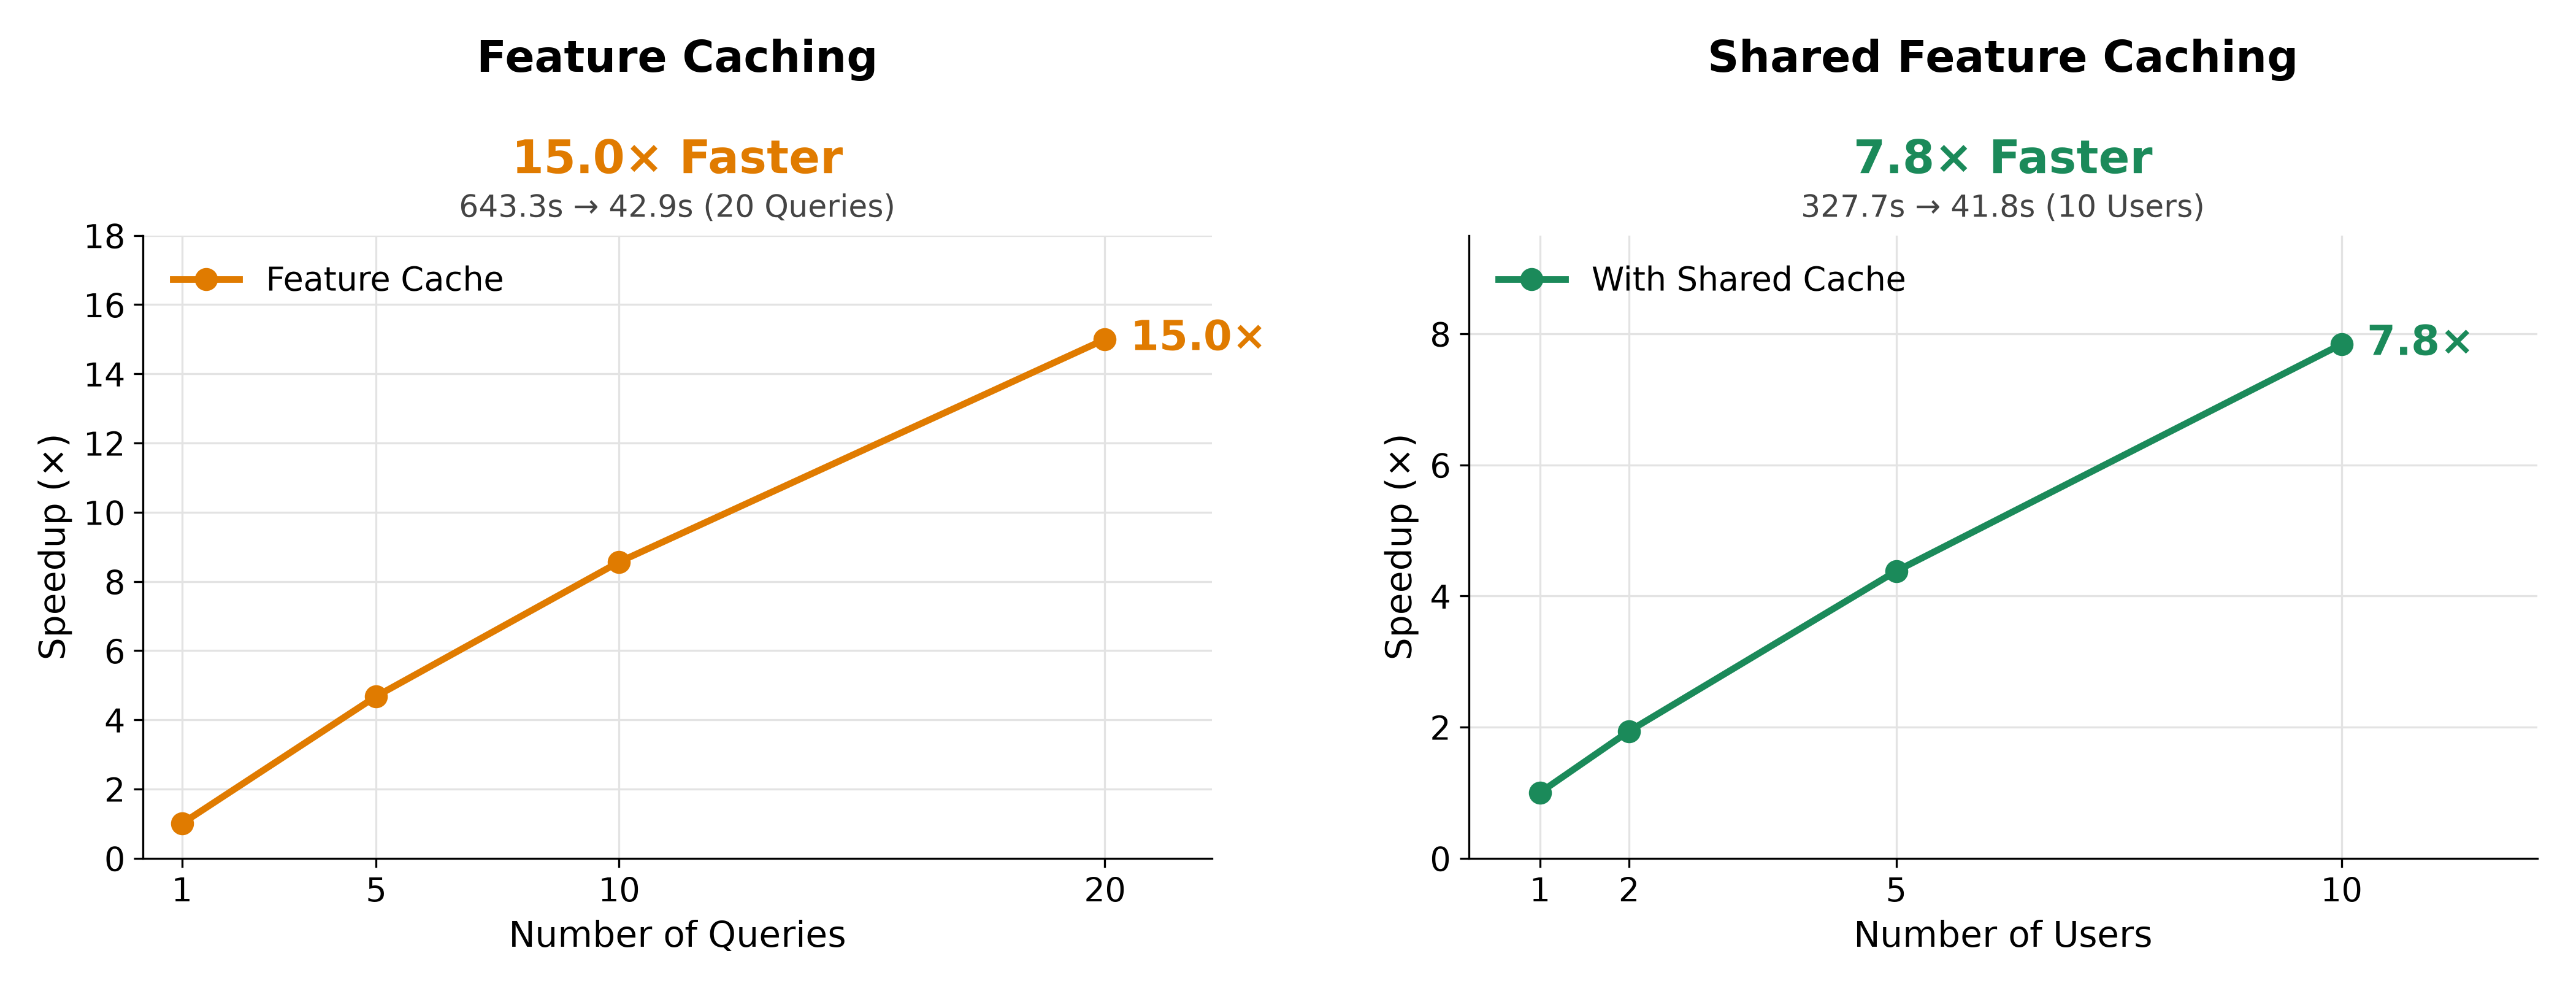 Feature Caching
15.0× Faster
643.3s → 42.9s (20 Queries)
Feature Cache
15.0×
Speedup (×)
18
16
14
12
10
8
6
4
2
0
1 5 10 20
Number of Queries
Shared Feature Caching
7.8× Faster
327.7s → 41.8s (10 Users)
With Shared Cache
7.8×
Speedup (×)
8
6
4
2
0
1 2 5 10
Number of Users